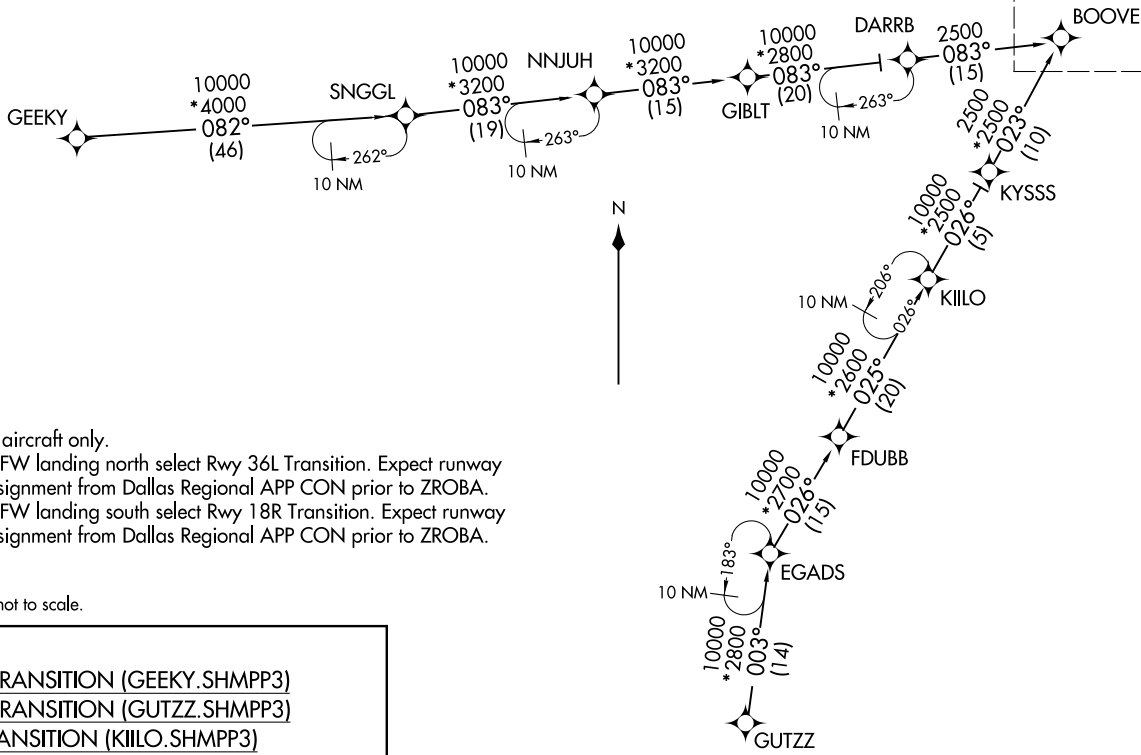 BOOVE
DARRB
2500
083°
(15)
10000
*2800
083°
(20)
263°
10 NM
GIBLT
10000
*3200
083°
(15)
NNJUH
10000
*3200
083°
(19)
263°
10 NM
SNGGL
10000
*4000
082°
(46)
262°
10 NM
GEEKY
2500
*2500
023°
(10)
KYSSS
10000
*2500
026°
(5)
N
KIILO
206°
10 NM
026°
10000
*2600
025°
(20)
FDUBB
10000
*2700
026°
(15)
EGADS
183°
10 NM
10000
*2800
003°
(14)
GUTZZ
aircraft only.
FW landing north select Rwy 36L Transition. Expect runway
signment from Dallas Regional APP CON prior to ZROBA.
FW landing south select Rwy 18R Transition. Expect runway
signment from Dallas Regional APP CON prior to ZROBA.
not to scale.
RANSITION (GEEKY.SHMPP3)
RANSITION (GUTZZ.SHMPP3)
ANSITION (KIILO.SHMPP3)